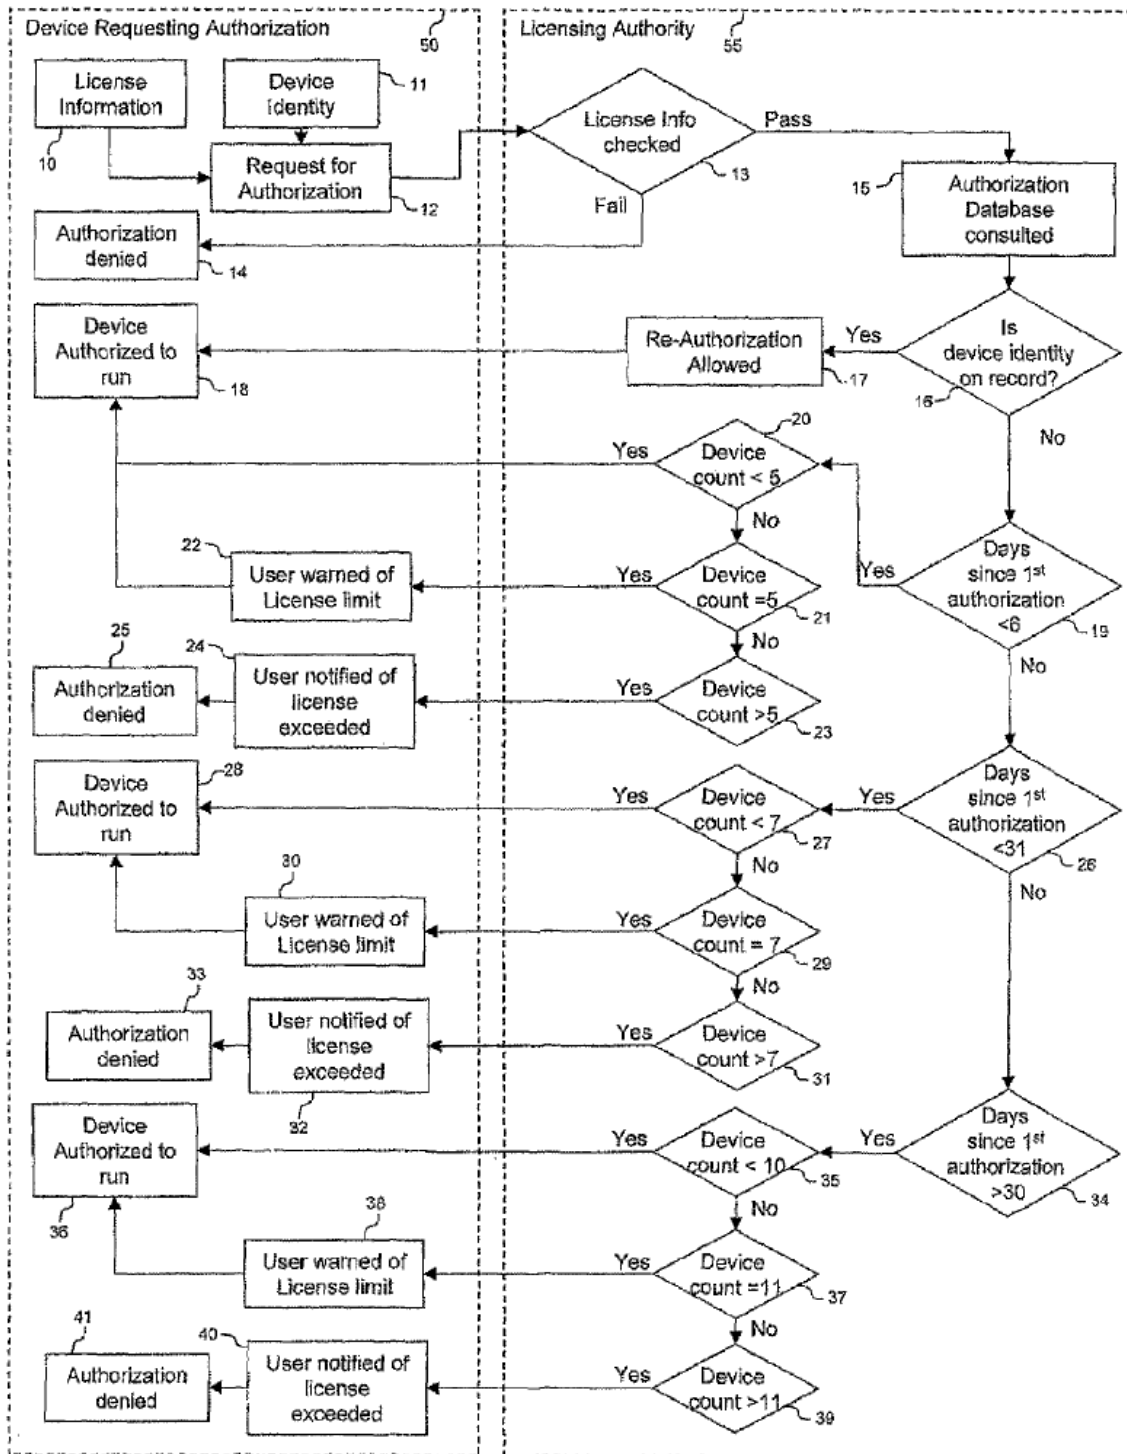 Device Requesting Authorization
50
Licensing Authority
55
License
Information
10
Device
Identity
11
Request for
Authorization
12
License Info
checked
13
Pass
Fail
Authorization
denied
14
15
Authorization
Database
consulted
Device
Authorized to
run
18
Re-Authorization
Allowed
17
Yes
Is
device identity
on record?
16
No
20
Yes
Device
count < 5
No
22
User warned of
License limit
Yes
Device
count =5
21
No
Yes
Days
since 1st
authorization
<6
19
No
25
Authorization
denied
24
User notified of
license
exceeded
Yes
Device
count >5
23
Device
Authorized to
run
28
Yes
Device
count < 7
27
No
Yes
Days
since 1st
authorization
<31
26
No
30
User warned of
License limit
Yes
Device
count = 7
29
No
33
Authorization
denied
User notified of
license
exceeded
32
Yes
Device
count >7
31
Device
Authorized to
run
36
Yes
Device
count < 10
35
No
Yes
Days
since 1st
authorization
>30
34
38
User warned of
License limit
Yes
Device
count =11
37
No
41
Authorization
denied
40
User notified of
license
exceeded
Yes
Device
count >11
39